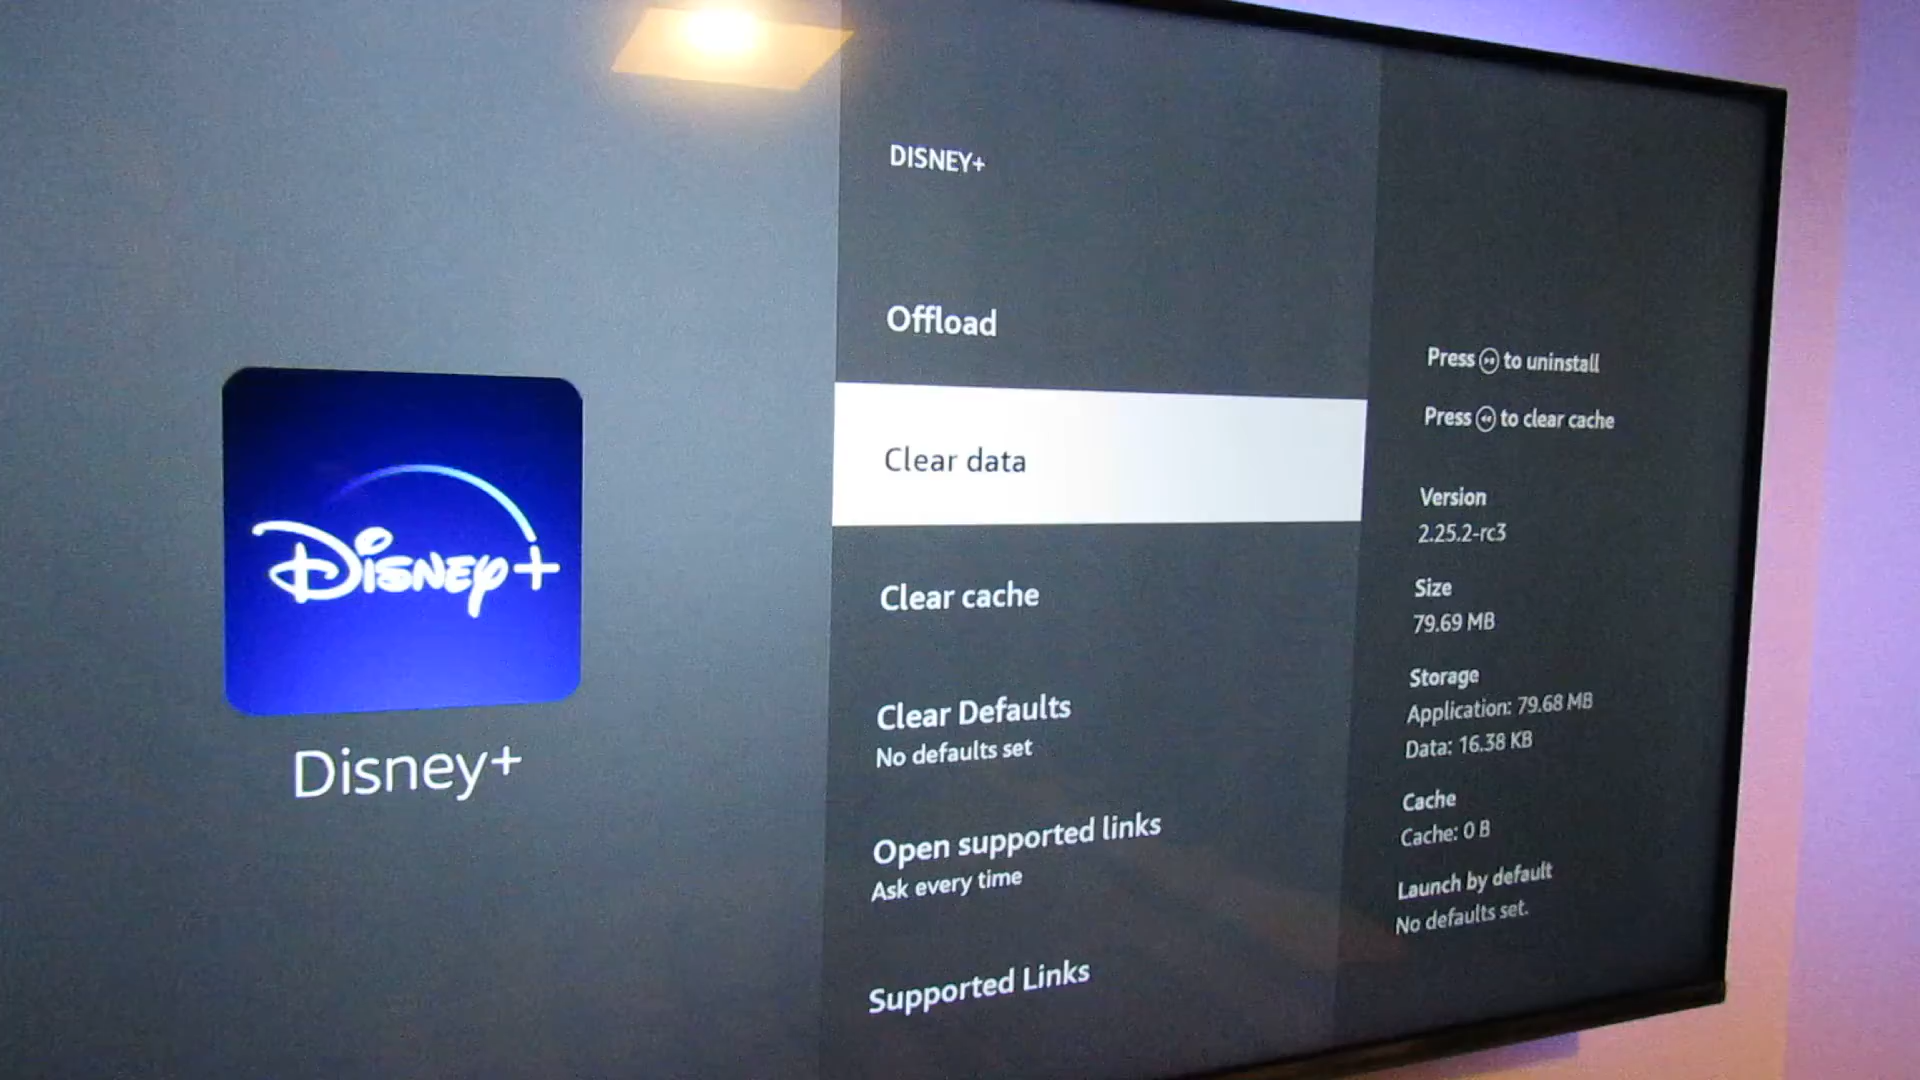 DISNEY+
Offload
Clear data
Clear cache
Clear Defaults
No defaults set
Open supported links
Ask every time
Supported Links
Disney+
Disney+
Press to uninstall
Press to clear cache
Version
2.25.2-rc3
Size
79.69 MB
Storage
Application: 79.68 MB
Data: 16.38 KB
Cache
Cache: 0 B
Launch by default
No defaults set.